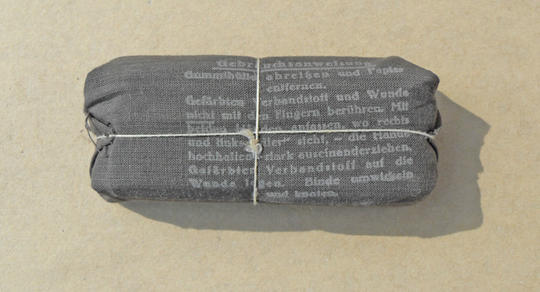 Gebrauchsanweisung.
Gummihülle abreißen und Papier
entfernen.
Gefärbten Verbandstoff und Wunde
nicht mit den Fingern berühren. Mit
anfassen, wo rechts
und links steht, die Hände
hochhalten stark auseinanderziehen,
Gefärbten Verbandstoff auf die
Wunde legen. Binde umwickeln
und knoten.